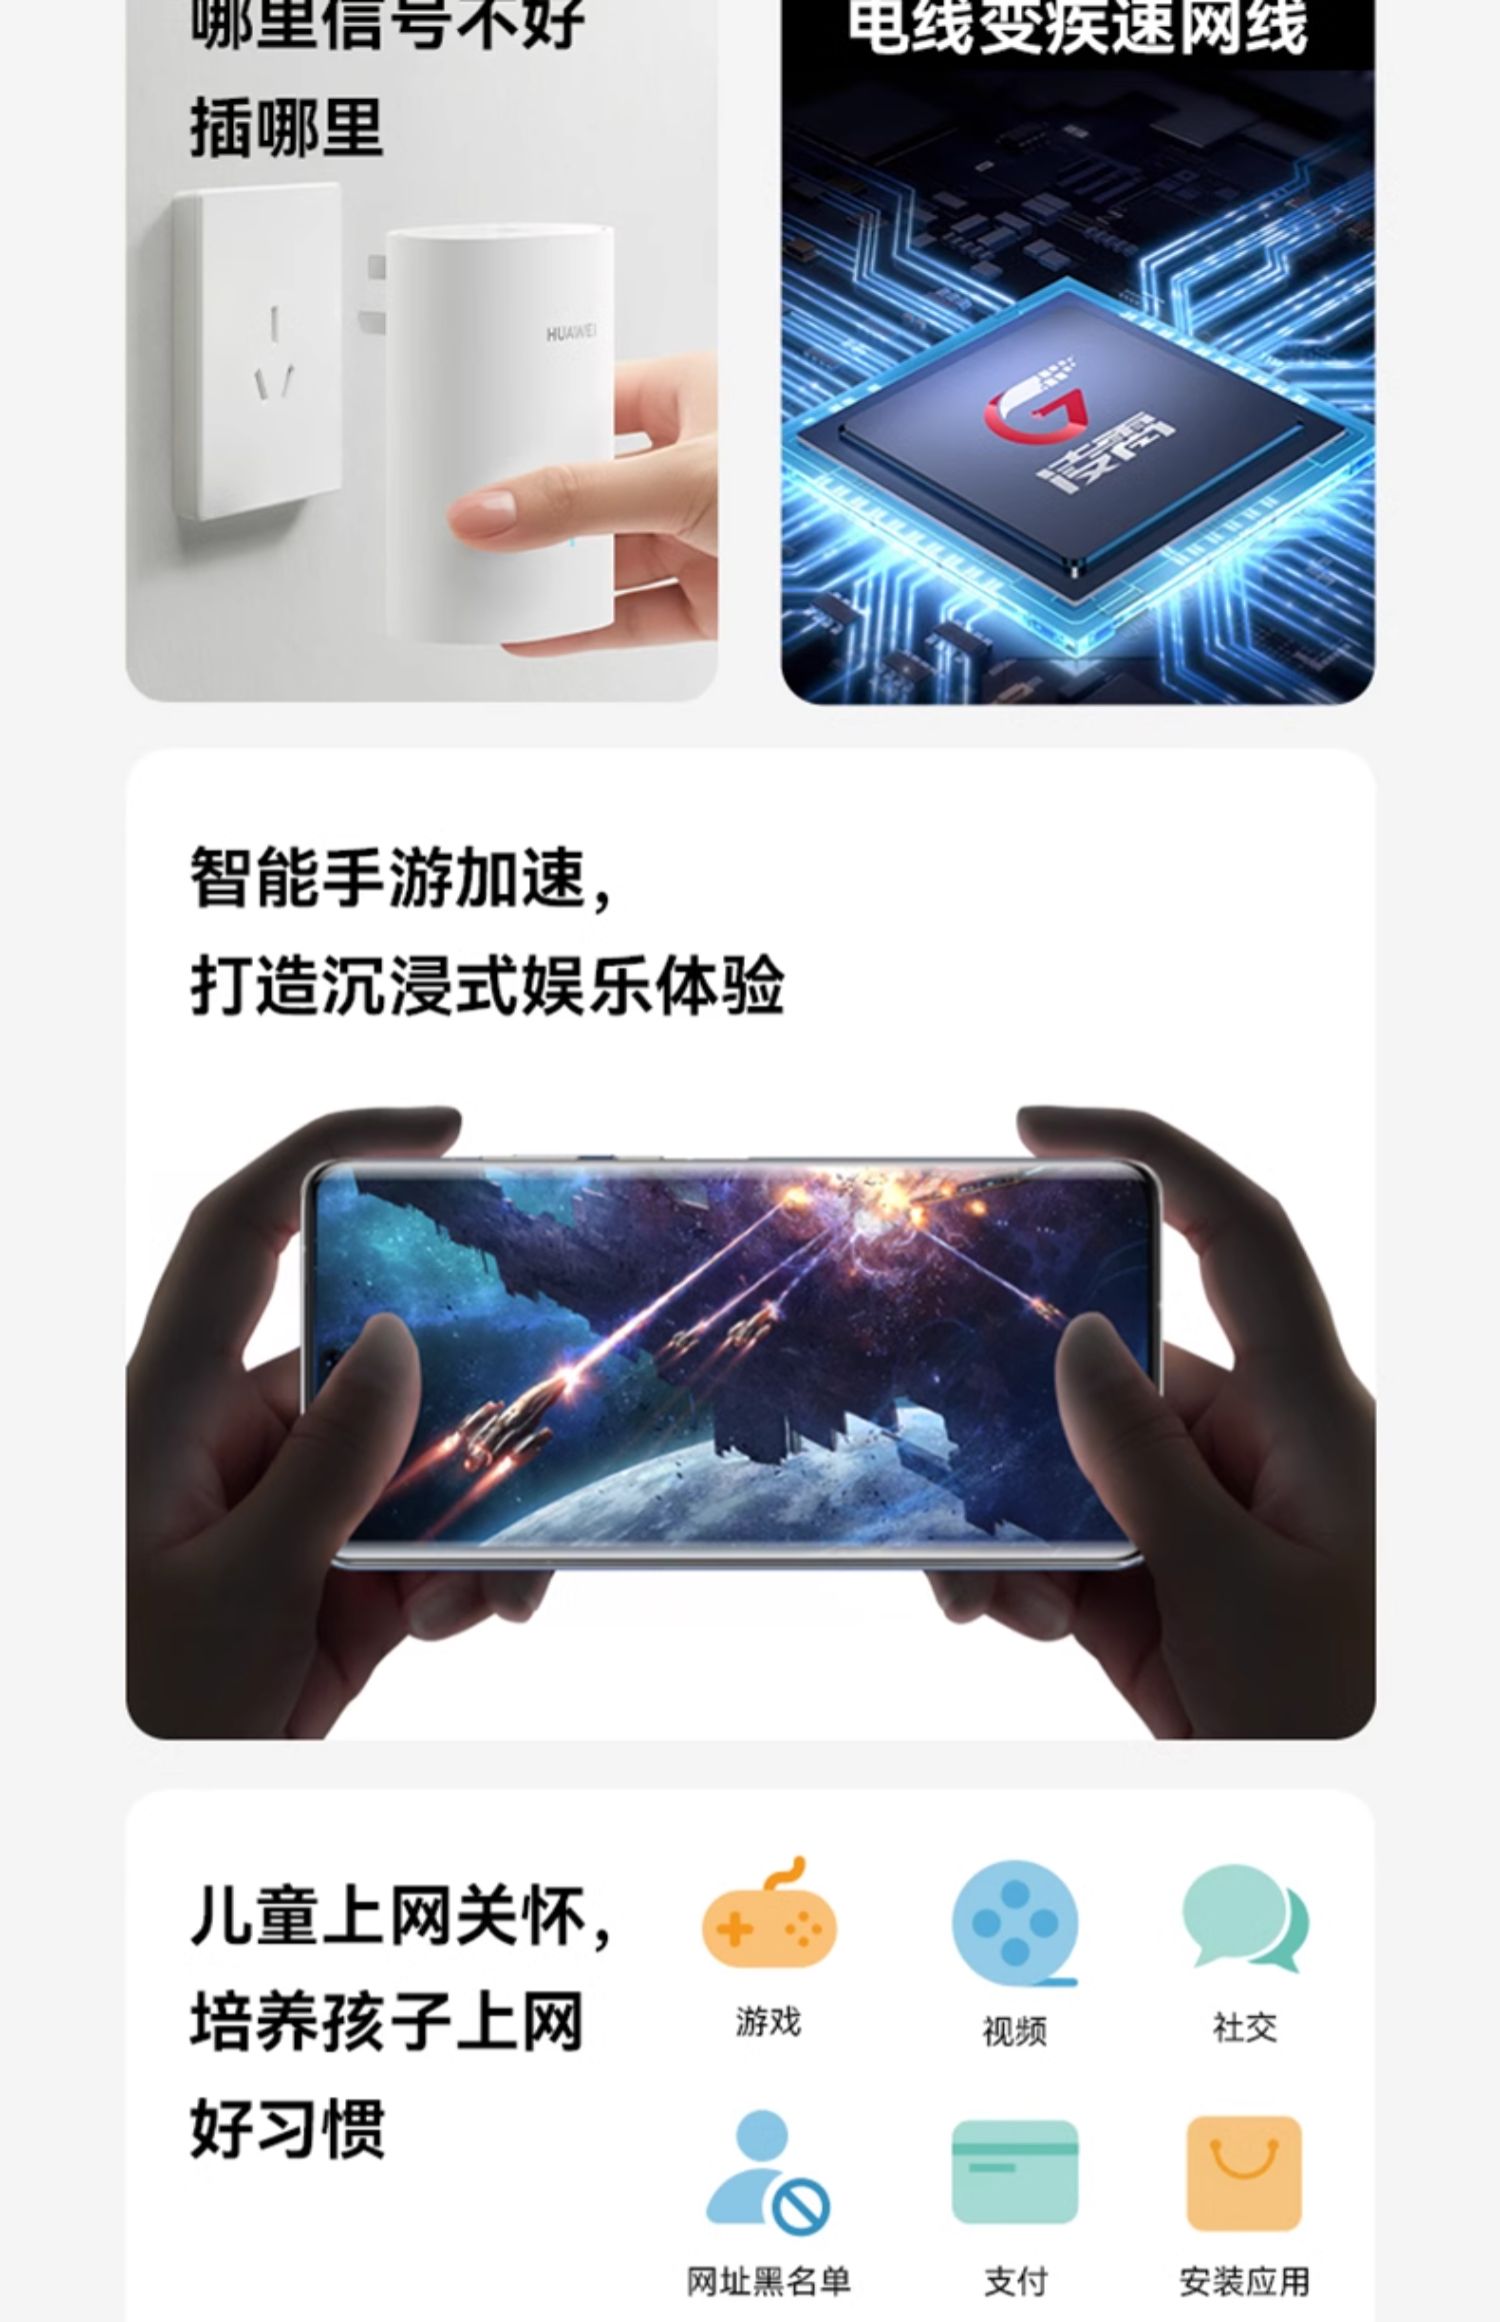 哪里信号不好
插哪里
HUAWEI
电线变疾速网线
凌霄
智能手游加速，
打造沉浸式娱乐体验
儿童上网关怀，
培养孩子上网
好习惯
游戏
视频
社交
网址黑名单
支付
安装应用